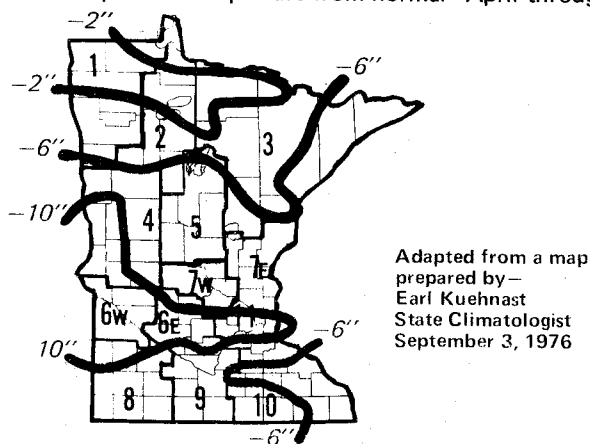 −2"
1
−2"
−6"
2
3
−6"
−10"
4
5
7E
7W
6W
6E
11
−6"
10"
8
9
10
−6"
Adapted from a map
prepared by—
Earl Kuehnast
State Climatologist
September 3, 1976